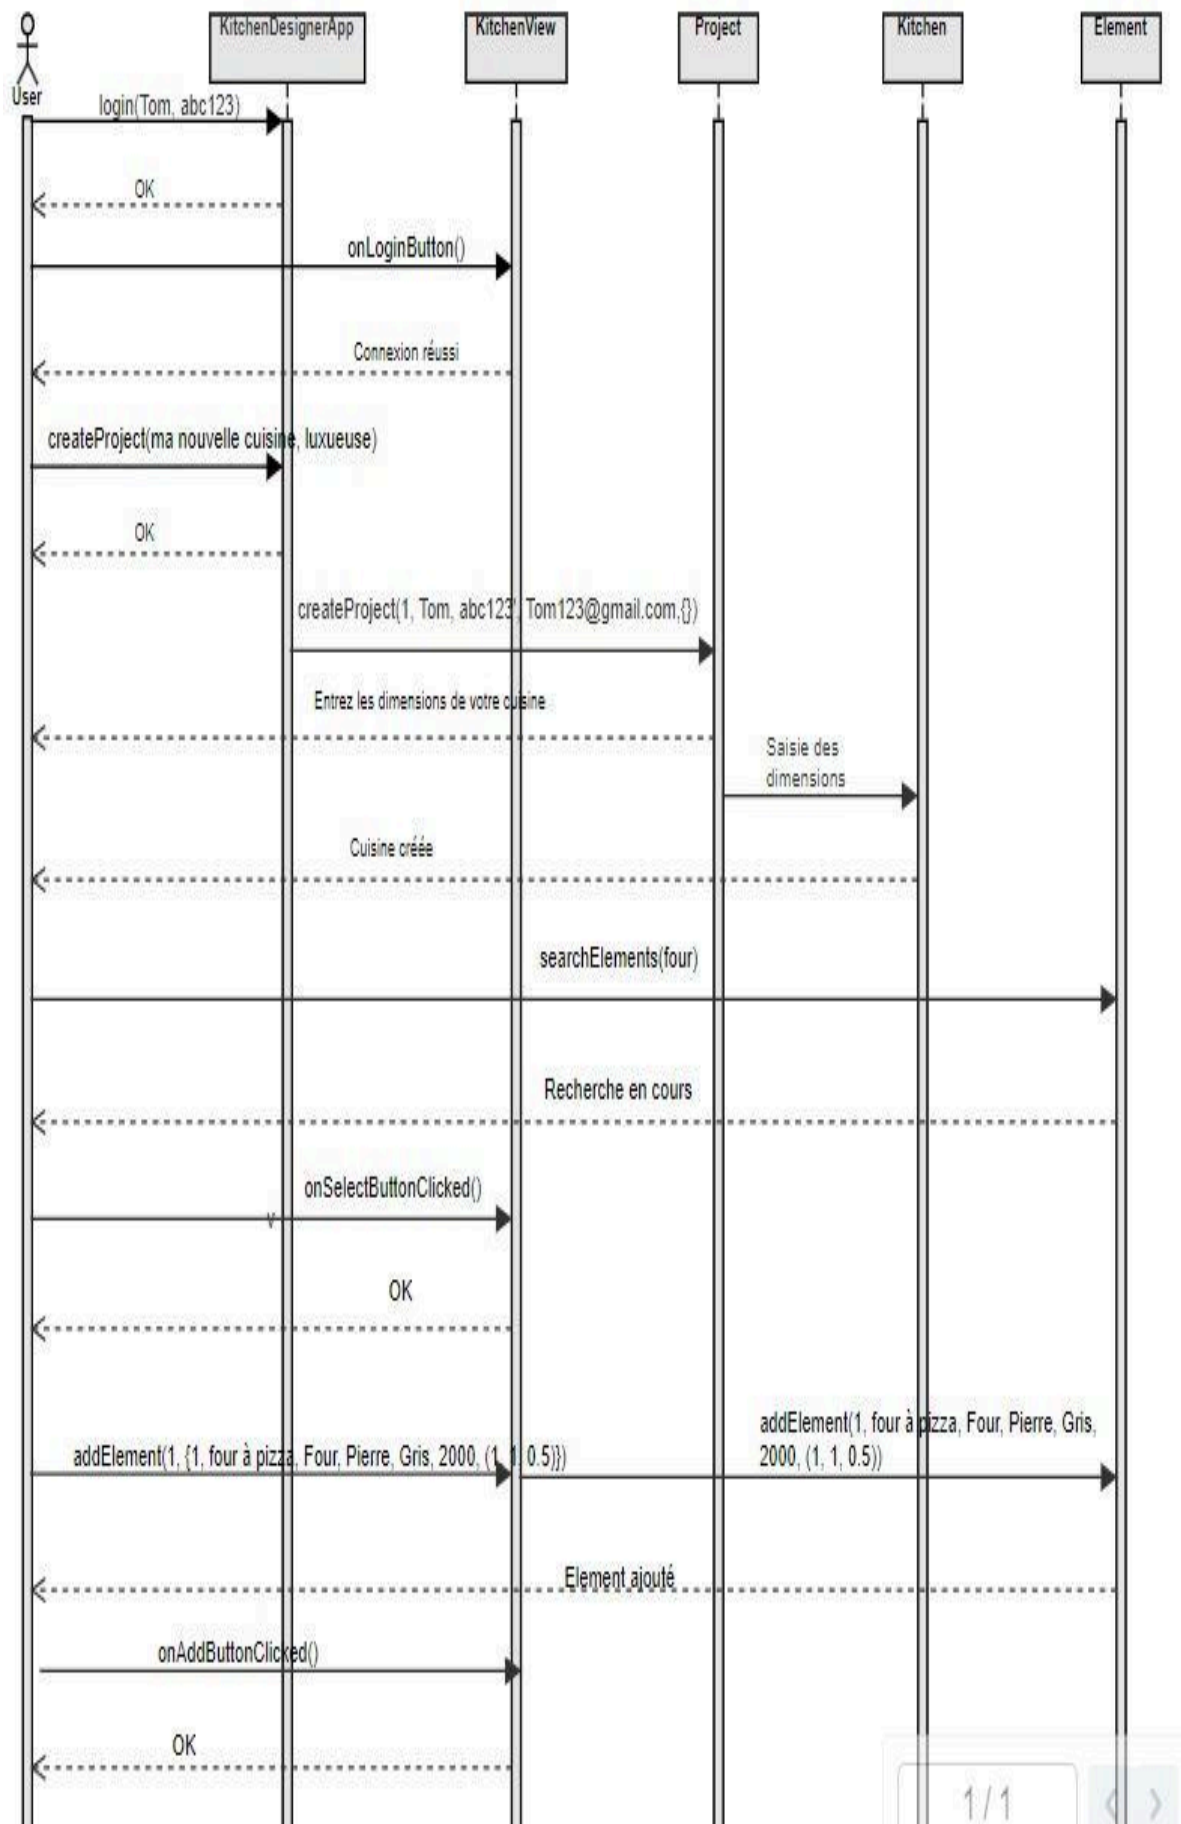 KitchenDesignerApp
KitchenView
Project
Kitchen
Element
User
login(Tom, abc123)
OK
onLoginButton()
Connexion réussi
createProject(ma nouvelle cuisine, luxueuse)
OK
createProject(1, Tom, abc123', Tom123@gmail.com,{})
Entrez les dimensions de votre cuisine
Saisie des
dimensions
Cuisine créée
searchElements(four)
Recherche en cours
onSelectButtonClicked()
v
OK
addElement(1, four à pizza, Four, Pierre, Gris,
2000, (1, 1, 0.5))
addElement(1, {1, four à pizza, Four, Pierre, Gris, 2000, (1, 1, 0.5)})
Element ajouté
onAddButtonClicked()
OK
1 / 1